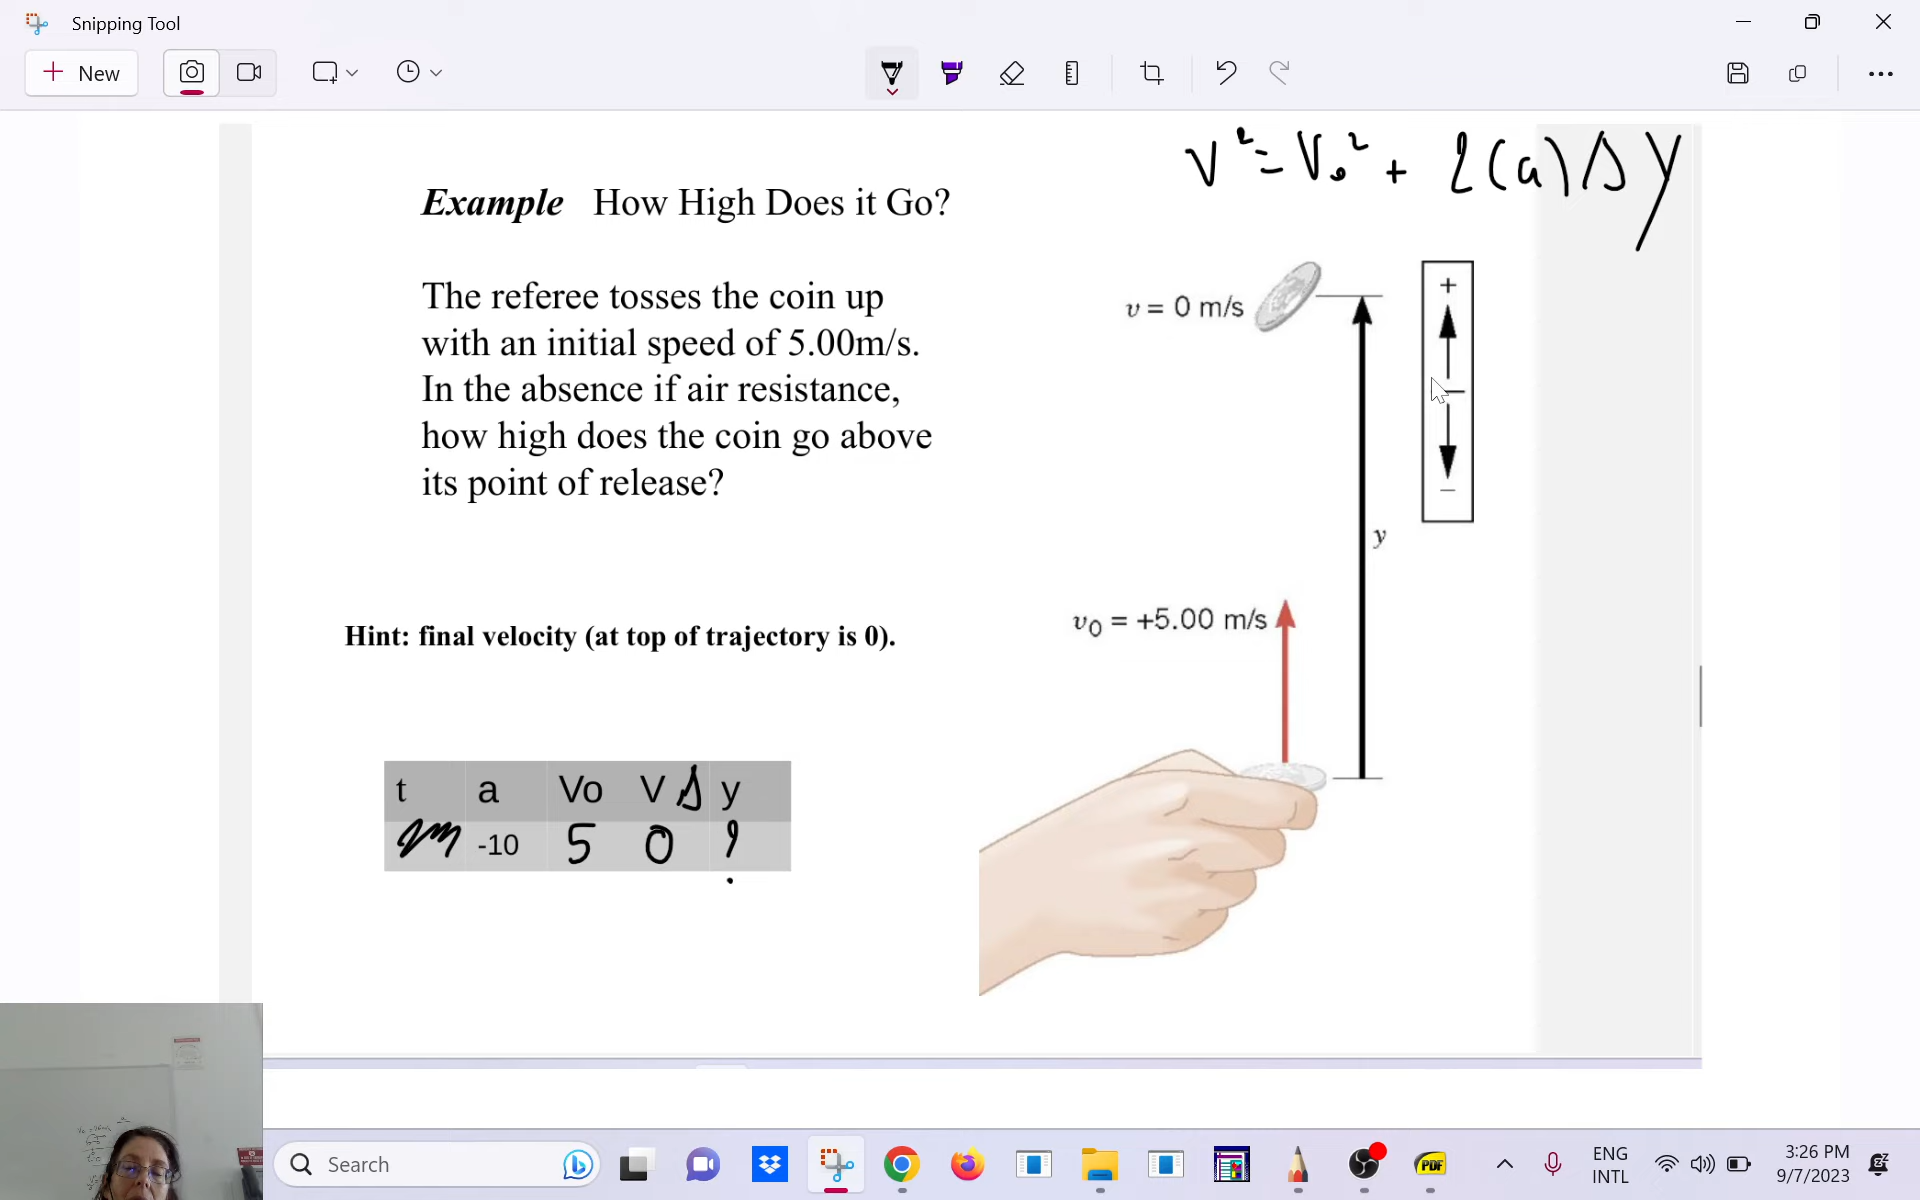 Snipping Tool
New
v² = v₀² + 2(a)Δy
Example How High Does it Go?
The referee tosses the coin up
with an initial speed of 5.00m/s.
In the absence if air resistance,
how high does the coin go above
its point of release?
v = 0 m/s
+
−
y
v₀ = +5.00 m/s
Hint: final velocity (at top of trajectory is 0).
t a Vo V Δ y
-10 5 0 ?
Search
PDF
ENG
INTL
3:26 PM
9/7/2023